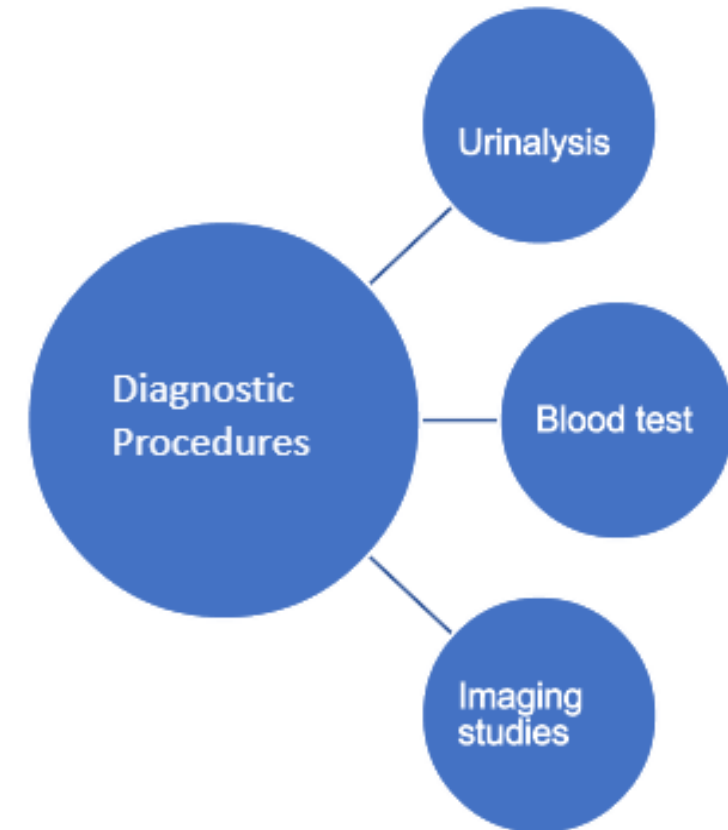 Urinalysis
Diagnostic
Procedures
Blood test
Imaging
studies